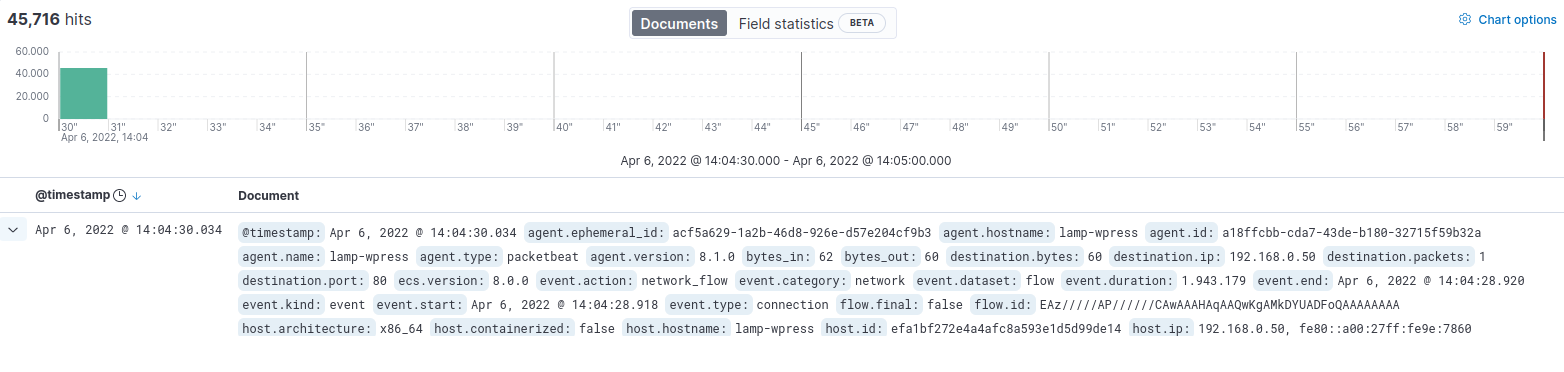 45,716 hits
Documents Field statistics BETA
Chart options
60.000
40.000
20.000
0
30" 31" 32" 33" 34" 35" 36" 37" 38" 39" 40" 41" 42" 43" 44" 45" 46" 47" 48" 49" 50" 51" 52" 53" 54" 55" 56" 57" 58" 59"
Apr 6, 2022, 14:04
Apr 6, 2022 @ 14:04:30.000 - Apr 6, 2022 @ 14:05:00.000
@timestamp Document
Apr 6, 2022 @ 14:04:30.034
@timestamp: Apr 6, 2022 @ 14:04:30.034 agent.ephemeral_id: acf5a629-1a2b-46d8-926e-d57e204cf9b3 agent.hostname: lamp-wpress agent.id: a18ffcbb-cda7-43de-b180-32715f59b32a
agent.name: lamp-wpress agent.type: packetbeat agent.version: 8.1.0 bytes_in: 62 bytes_out: 60 destination.bytes: 60 destination.ip: 192.168.0.50 destination.packets: 1
destination.port: 80 ecs.version: 8.0.0 event.action: network_flow event.category: network event.dataset: flow event.duration: 1.943.179 event.end: Apr 6, 2022 @ 14:04:28.920
event.kind: event event.start: Apr 6, 2022 @ 14:04:28.918 event.type: connection flow.final: false flow.id: EAz/////AP//////CAwAAAHAqAAQwKgAMkDYUADFoQAAAAAAAA
host.architecture: x86_64 host.containerized: false host.hostname: lamp-wpress host.id: efa1bf272e4a4afc8a593e1d5d99de14 host.ip: 192.168.0.50, fe80::a00:27ff:fe9e:7860